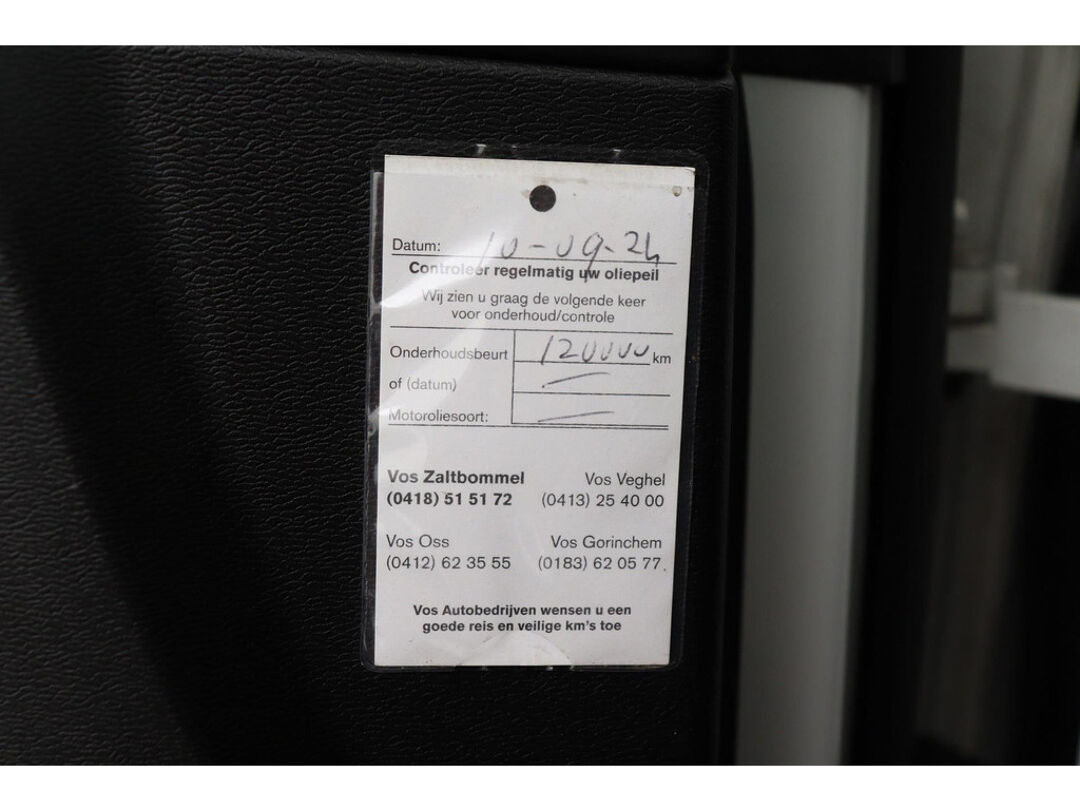 Datum: 10-09-24
Controleer regelmatig uw oliepeil
Wij zien u graag de volgende keer
voor onderhoud/controle
Onderhoudsbeurt 120000 km
of (datum) —
Motoroliesoort: —
Vos Zaltbommel Vos Veghel
(0418) 51 51 72 (0413) 25 40 00
Vos Oss Vos Gorinchem
(0412) 62 35 55 (0183) 62 05 77.
Vos Autobedrijven wensen u een
goede reis en veilige km's toe